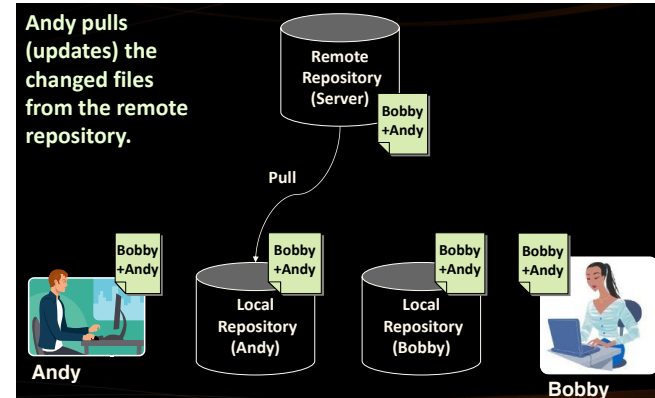 Andy pulls
(updates) the
changed files
from the remote
repository.
Remote
Repository
(Server)
Bobby
+Andy
Pull
Bobby
+Andy
Bobby
+Andy
Bobby
+Andy
Bobby
+Andy
Local
Repository
(Andy)
Local
Repository
(Bobby)
Andy
Bobby